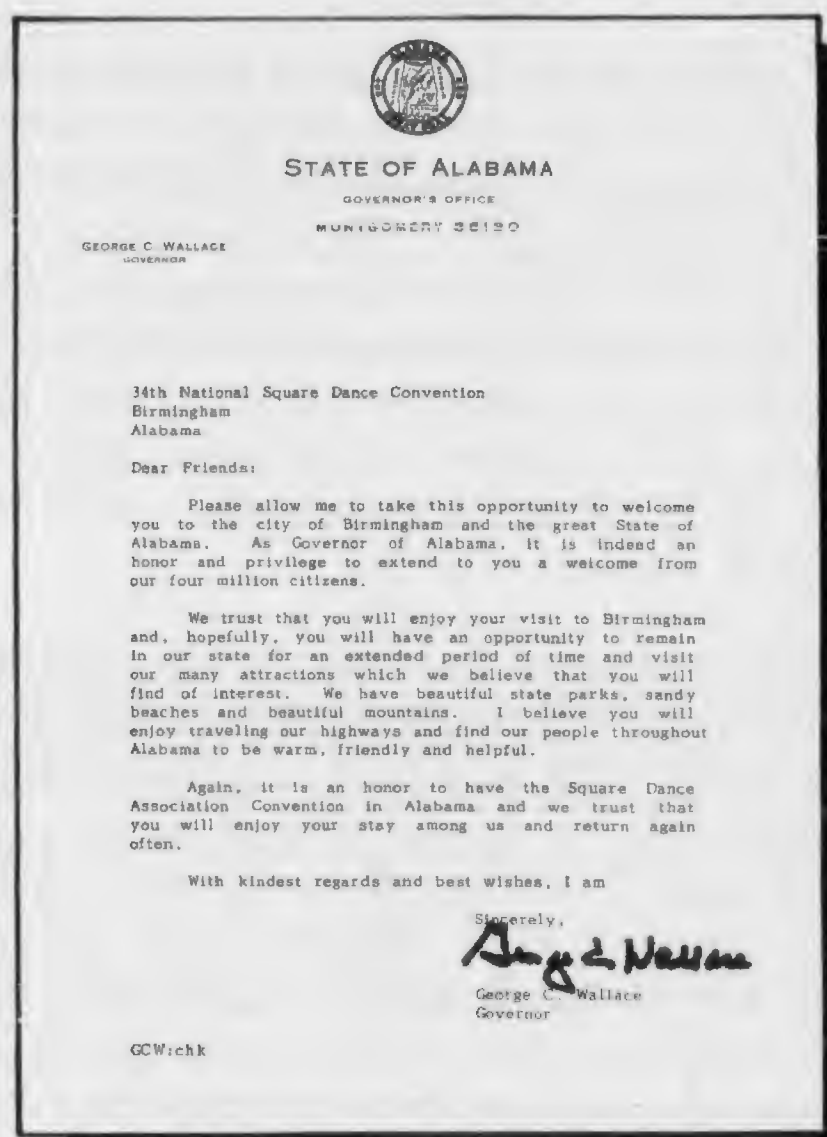 STATE OF ALABAMA
GOVERNOR'S OFFICE
MONTGOMERY 36130
GEORGE C. WALLACE
GOVERNOR
34th National Square Dance Convention
Birmingham
Alabama
Dear Friends:
Please allow me to take this opportunity to welcome
you to the city of Birmingham and the great State of
Alabama. As Governor of Alabama, it is indeed an
honor and privilege to extend to you a welcome from
our four million citizens.
We trust that you will enjoy your visit to Birmingham
and, hopefully, you will have an opportunity to remain
in our state for an extended period of time and visit
our many attractions which we believe that you will
find of interest. We have beautiful state parks, sandy
beaches and beautiful mountains. I believe you will
enjoy traveling our highways and find our people throughout
Alabama to be warm, friendly and helpful.
Again, it is an honor to have the Square Dance
Association Convention in Alabama and we trust that
you will enjoy your stay among us and return again
often.
With kindest regards and best wishes, I am
Sincerely,
George C. Wallace
George C. Wallace
Governor
GCW:chk